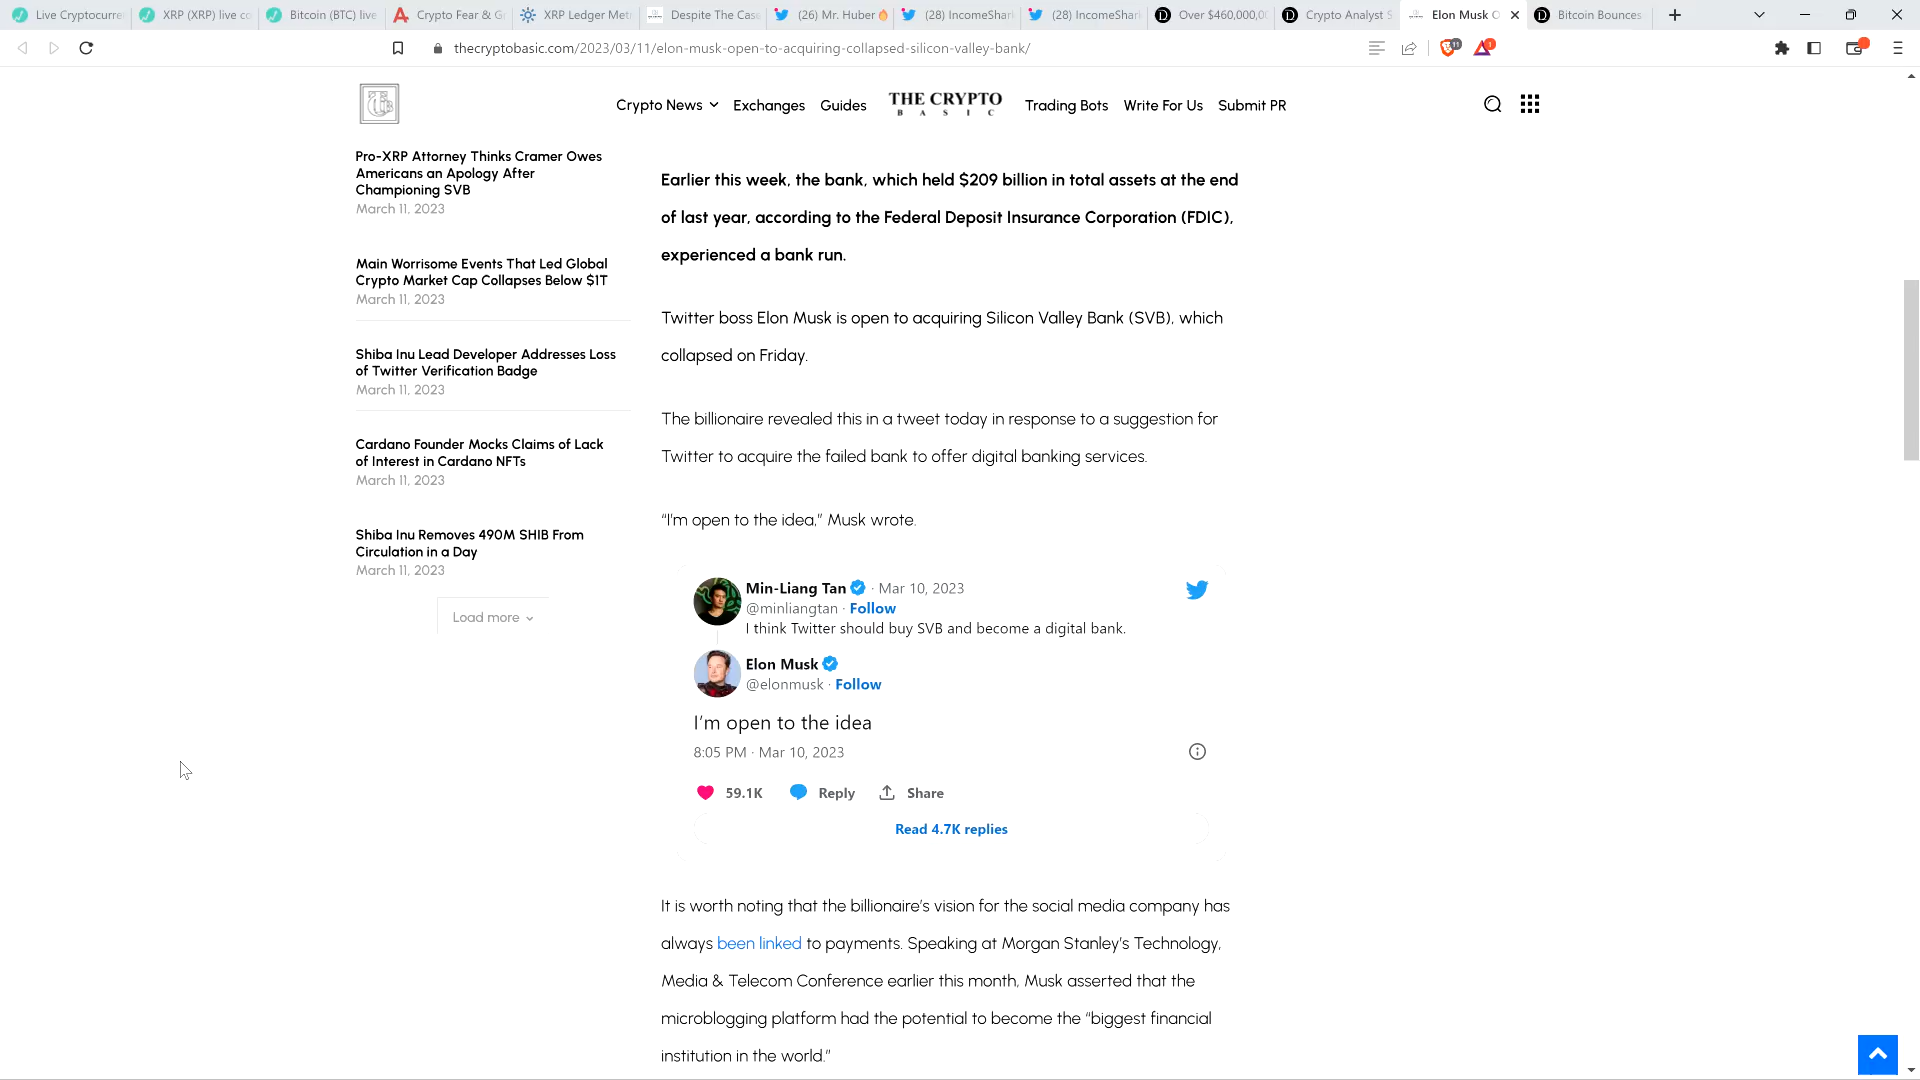 Live Cryptocurre
XRP (XRP) live co
Bitcoin (BTC) live
Crypto Fear & G
XRP Ledger Met
Despite The Case
(26) Mr. Huber
(28) IncomeShar
(28) IncomeShar
Over $460,000,0
Crypto Analyst S
Elon Musk O
Bitcoin Bounces
thecryptobasic.com/2023/03/11/elon-musk-open-to-acquiring-collapsed-silicon-valley-bank/
Crypto News
Exchanges
Guides
THE CRYPTO
BASIC
Trading Bots
Write For Us
Submit PR
Pro-XRP Attorney Thinks Cramer Owes
Americans an Apology After
Championing SVB
March 11, 2023
Main Worrisome Events That Led Global
Crypto Market Cap Collapses Below $1T
March 11, 2023
Shiba Inu Lead Developer Addresses Loss
of Twitter Verification Badge
March 11, 2023
Cardano Founder Mocks Claims of Lack
of Interest in Cardano NFTs
March 11, 2023
Shiba Inu Removes 490M SHIB From
Circulation in a Day
March 11, 2023
Load more
Earlier this week, the bank, which held $209 billion in total assets at the end
of last year, according to the Federal Deposit Insurance Corporation (FDIC),
experienced a bank run.
Twitter boss Elon Musk is open to acquiring Silicon Valley Bank (SVB), which
collapsed on Friday.
The billionaire revealed this in a tweet today in response to a suggestion for
Twitter to acquire the failed bank to offer digital banking services.
“I’m open to the idea,” Musk wrote.
Min-Liang Tan · Mar 10, 2023
@minliangtan · Follow
I think Twitter should buy SVB and become a digital bank.
Elon Musk
@elonmusk · Follow
I’m open to the idea
8:05 PM · Mar 10, 2023
59.1K Reply Share
Read 4.7K replies
It is worth noting that the billionaire’s vision for the social media company has
always been linked to payments. Speaking at Morgan Stanley’s Technology,
Media & Telecom Conference earlier this month, Musk asserted that the
microblogging platform had the potential to become the “biggest financial
institution in the world.”